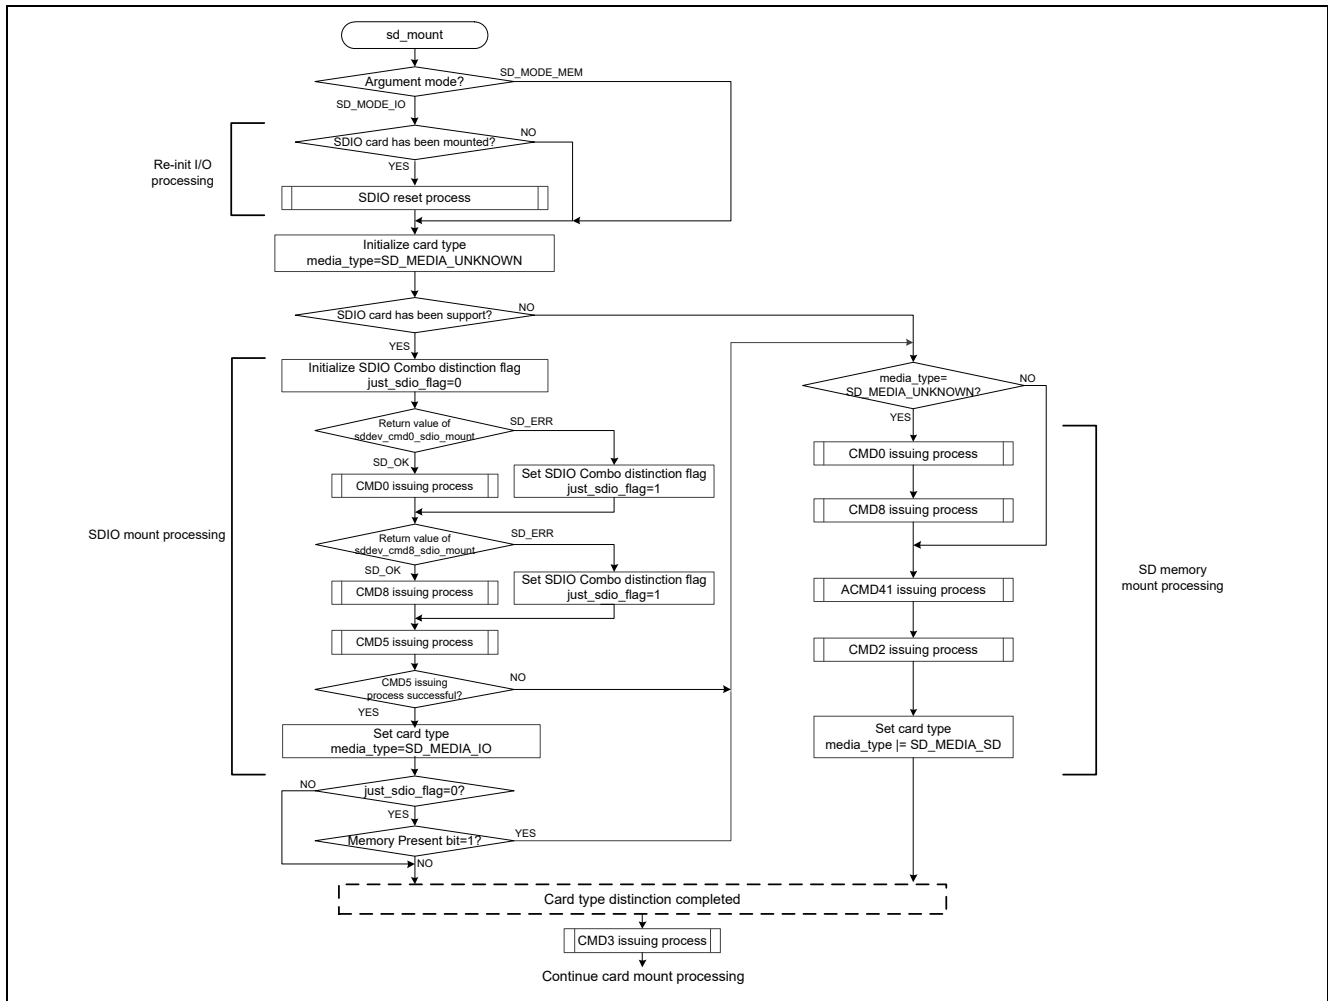 sd_mount
Argument mode?
SD_MODE_MEM
SD_MODE_IO
Re-init I/O
processing
SDIO card has been mounted?
NO
YES
SDIO reset process
Initialize card type
media_type=SD_MEDIA_UNKNOWN
SDIO card has been support?
NO
YES
SDIO mount processing
Initialize SDIO Combo distinction flag
just_sdio_flag=0
Return value of
sddev_cmd0_sdio_mount
SD_ERR
SD_OK
CMD0 issuing process
Set SDIO Combo distinction flag
just_sdio_flag=1
Return value of
sddev_cmd8_sdio_mount
SD_ERR
SD_OK
CMD8 issuing process
Set SDIO Combo distinction flag
just_sdio_flag=1
CMD5 issuing process
CMD5 issuing
process successful?
NO
YES
Set card type
media_type=SD_MEDIA_IO
NO
just_sdio_flag=0?
YES
Memory Present bit=1?
YES
NO
media_type=
SD_MEDIA_UNKNOWN?
NO
YES
CMD0 issuing process
CMD8 issuing process
SD memory
mount processing
ACMD41 issuing process
CMD2 issuing process
Set card type
media_type |= SD_MEDIA_SD
Card type distinction completed
CMD3 issuing process
Continue card mount processing